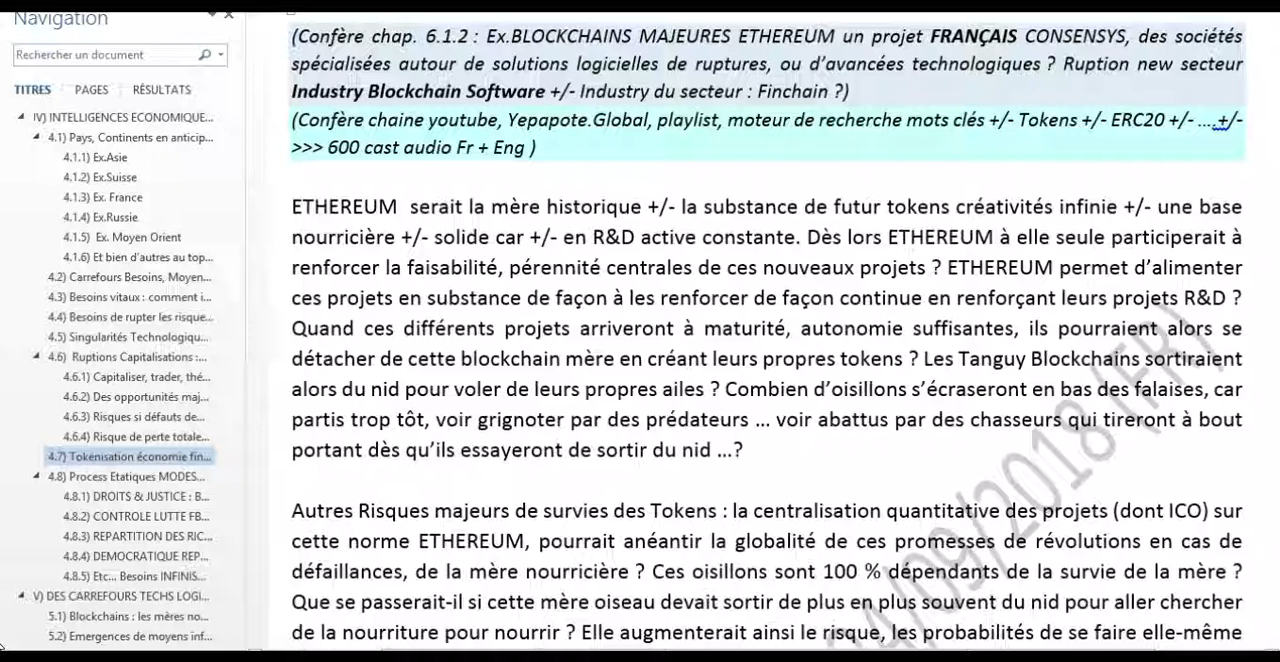 Navigation
Rechercher un document
TITRES PAGES RÉSULTATS
IV) INTELLIGENCES ECONOMIQUE...
4.1) Pays, Continents en anticip...
4.1.1) Ex.Asie
4.1.2) Ex.Suisse
4.1.3) Ex. France
4.1.4) Ex.Russie
4.1.5) Ex. Moyen Orient
4.1.6) Et bien d'autres au top...
4.2) Carrefours Besoins, Moyen...
4.3) Besoins vitaux : comment i...
4.4) Besoins de rupter les risque...
4.5) Singularités Technologiqu...
4.6) Ruptions Capitalisations :...
4.6.1) Capitaliser, trader, thé...
4.6.2) Des opportunités maj...
4.6.3) Risques si défauts de...
4.6.4) Risque de perte totale...
4.7) Tokenisation économie fin...
4.8) Process Etatiques MODES...
4.8.1) DROITS & JUSTICE : B...
4.8.2) CONTROLE LUTTE FB...
4.8.3) REPARTITION DES RIC...
4.8.4) DEMOCRATIQUE REP...
4.8.5) Etc... Besoins INFINIS...
V) DES CARREFOURS TECHS LOGI...
5.1) Blockchains : les mères no...
5.2) Emergences de moyens inf...
(Confère chap. 6.1.2 : Ex.BLOCKCHAINS MAJEURES ETHEREUM un projet FRANÇAIS CONSENSYS, des sociétés
spécialisées autour de solutions logicielles de ruptures, ou d'avancées technologiques ? Ruption new secteur
Industry Blockchain Software +/- Industry du secteur : Finchain ?)
(Confère chaine youtube, Yepapote.Global, playlist, moteur de recherche mots clés +/- Tokens +/- ERC20 +/- ....+/-
>>> 600 cast audio Fr + Eng )
ETHEREUM serait la mère historique +/- la substance de futur tokens créativités infinie +/- une base
nourricière +/- solide car +/- en R&D active constante. Dès lors ETHEREUM à elle seule participerait à
renforcer la faisabilité, pérennité centrales de ces nouveaux projets ? ETHEREUM permet d'alimenter
ces projets en substance de façon à les renforcer de façon continue en renforçant leurs projets R&D ?
Quand ces différents projets arriveront à maturité, autonomie suffisantes, ils pourraient alors se
détacher de cette blockchain mère en créant leurs propres tokens ? Les Tanguy Blockchains sortiraient
alors du nid pour voler de leurs propres ailes ? Combien d'oisillons s'écraseront en bas des falaises, car
partis trop tôt, voir grignoter par des prédateurs ... voir abattus par des chasseurs qui tireront à bout
portant dès qu'ils essayeront de sortir du nid ...?
Autres Risques majeurs de survies des Tokens : la centralisation quantitative des projets (dont ICO) sur
cette norme ETHEREUM, pourrait anéantir la globalité de ces promesses de révolutions en cas de
défaillances, de la mère nourricière ? Ces oisillons sont 100 % dépendants de la survie de la mère ?
Que se passerait-il si cette mère oiseau devait sortir de plus en plus souvent du nid pour aller chercher
de la nourriture pour nourrir ? Elle augmenterait ainsi le risque, les probabilités de se faire elle-même
24/09/2018 (FR)